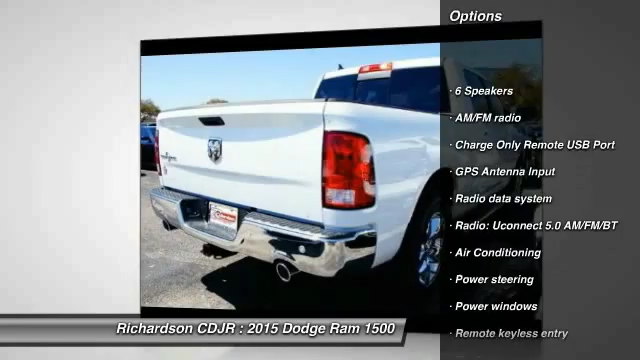 Options
· 6 Speakers
· AM/FM radio
· Charge Only Remote USB Port
· GPS Antenna Input
· Radio data system
· Radio: Uconnect 5.0 AM/FM/BT
· Air Conditioning
· Power steering
· Power windows
· Remote keyless entry
Richardson CDJR : 2015 Dodge Ram 1500